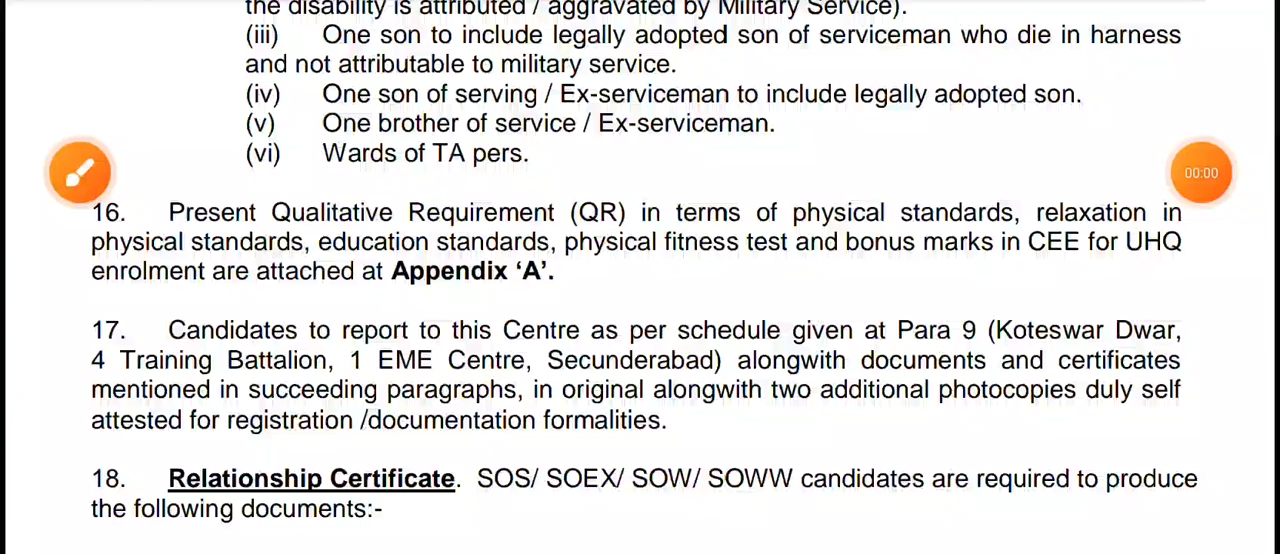 the disability is attributed / aggravated by Military Service).
(iii) One son to include legally adopted son of serviceman who die in harness
and not attributable to military service.
(iv) One son of serving / Ex-serviceman to include legally adopted son.
(v) One brother of service / Ex-serviceman.
(vi) Wards of TA pers.
00:00
16. Present Qualitative Requirement (QR) in terms of physical standards, relaxation in
physical standards, education standards, physical fitness test and bonus marks in CEE for UHQ
enrolment are attached at Appendix ‘A’.
17. Candidates to report to this Centre as per schedule given at Para 9 (Koteswar Dwar,
4 Training Battalion, 1 EME Centre, Secunderabad) alongwith documents and certificates
mentioned in succeeding paragraphs, in original alongwith two additional photocopies duly self
attested for registration /documentation formalities.
18. Relationship Certificate. SOS/ SOEX/ SOW/ SOWW candidates are required to produce
the following documents:-